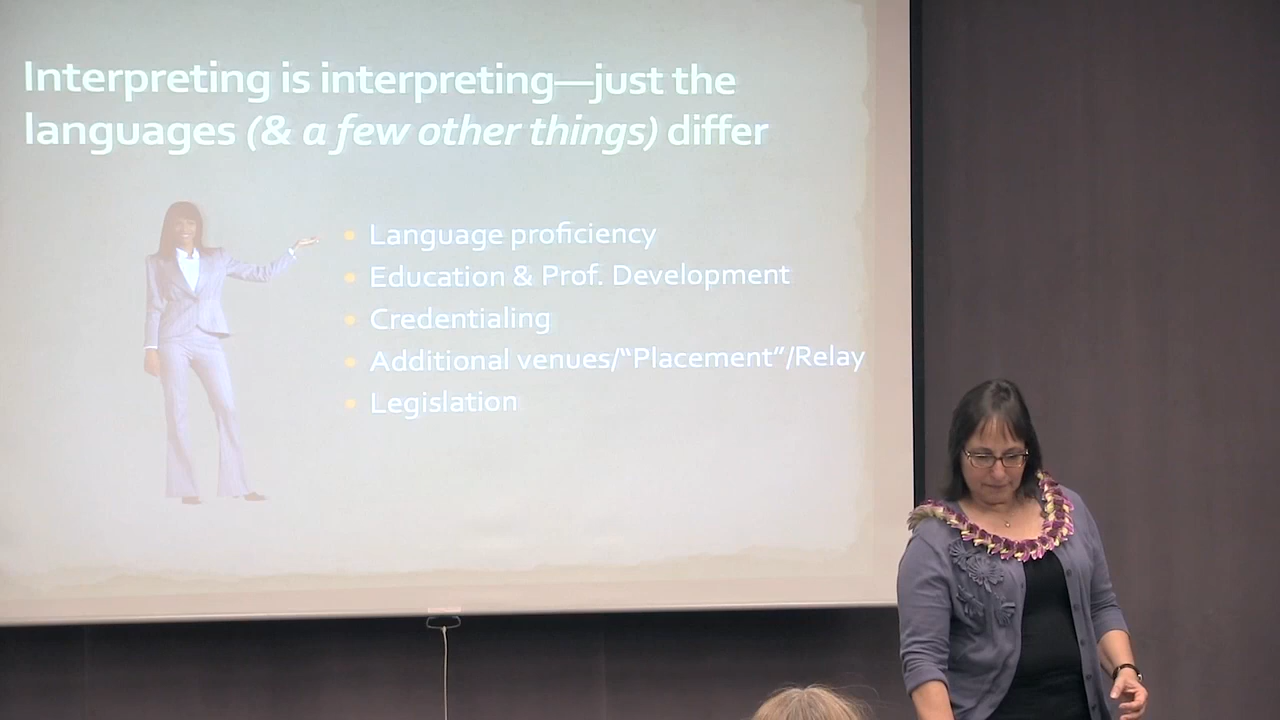 Interpreting is interpreting—just the
languages (& a few other things) differ
Language proficiency
Education & Prof. Development
Credentialing
Additional venues/“Placement”/Relay
Legislation